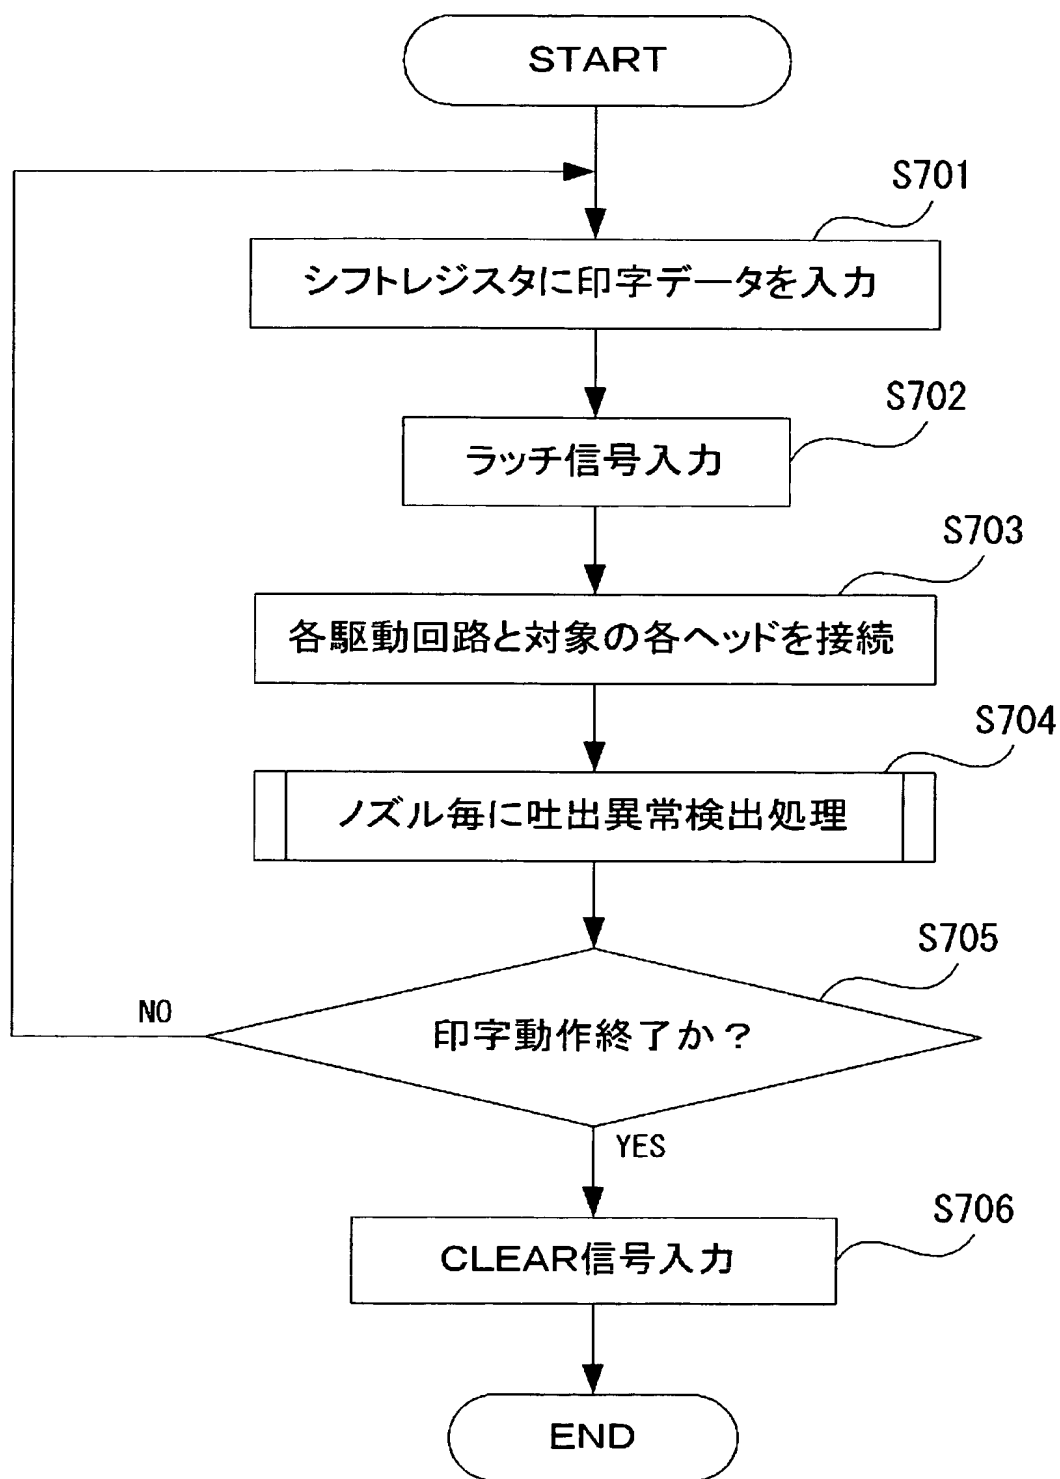 START
S701
シフトレジスタに印字データを入力
S702
ラッチ信号入力
S703
各駆動回路と対象の各ヘッドを接続
S704
ノズル毎に吐出異常検出処理
S705
NO
印字動作終了か？
YES
S706
CLEAR信号入力
END